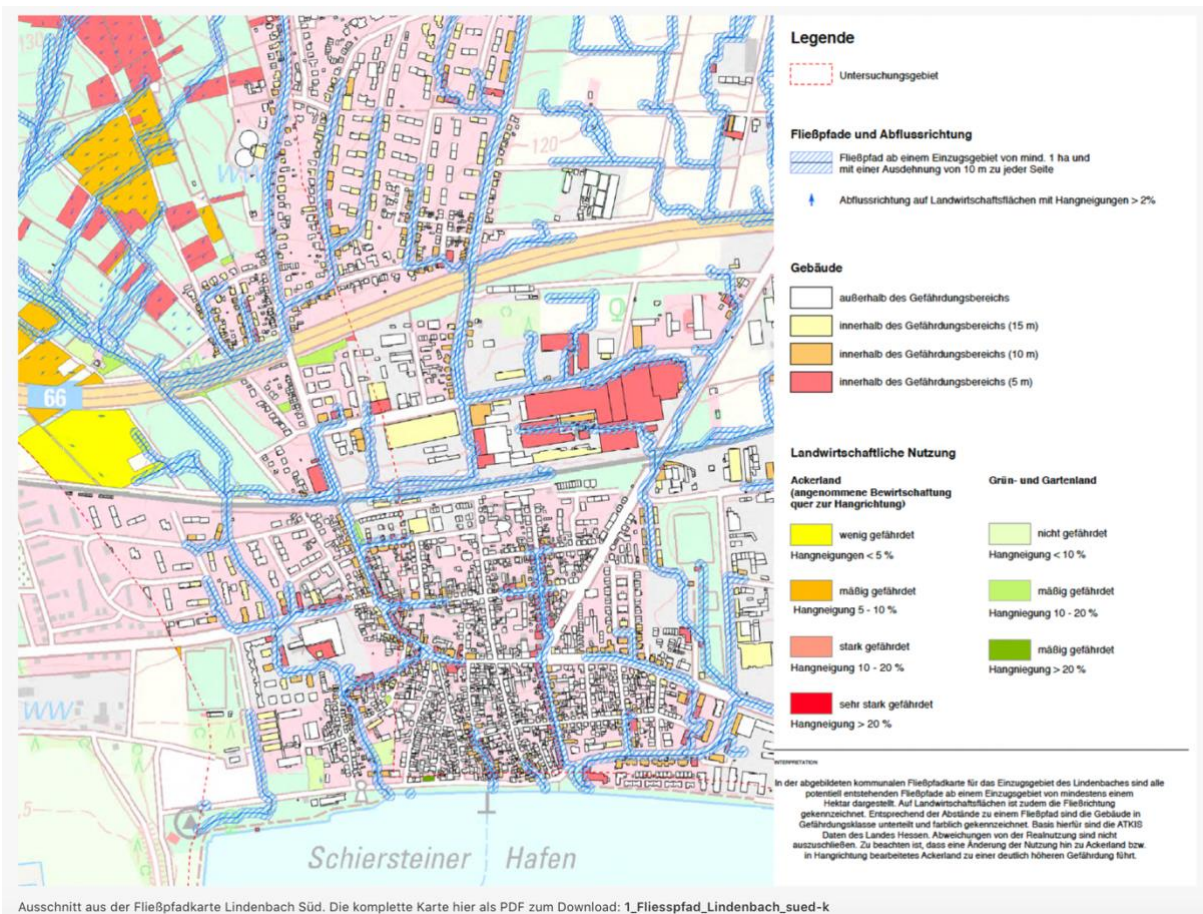 130
120
WW
66
WW
5
Schiersteiner Hafen
Legende
Untersuchungsgebiet
Fließpfade und Abflussrichtung
Fließpfad ab einem Einzugsgebiet von mind. 1 ha und
mit einer Ausdehnung von 10 m zu jeder Seite
Abflussrichtung auf Landwirtschaftsflächen mit Hangneigungen > 2%
Gebäude
außerhalb des Gefährdungsbereichs
innerhalb des Gefährdungsbereichs (15 m)
innerhalb des Gefährdungsbereichs (10 m)
innerhalb des Gefährdungsbereichs (5 m)
Landwirtschaftliche Nutzung
Ackerland
(angenommene Bewirtschaftung
quer zur Hangrichtung)
wenig gefährdet
Hangneigungen < 5 %
mäßig gefährdet
Hangneigung 5 - 10 %
stark gefährdet
Hangneigung 10 - 20 %
sehr stark gefährdet
Hangneigung > 20 %
Grün- und Gartenland
nicht gefährdet
Hangneigung < 10 %
mäßig gefährdet
Hangniegung 10 - 20 %
mäßig gefährdet
Hangniegung > 20 %
INTERPRETATION
In der abgebildeten kommunalen Fließpfadkarte für das Einzugsgebiet des Lindenbaches sind alle
potentiell entstehenden Fließpfade ab einem Einzugsgebiet von mindestens einem
Hektar dargestellt. Auf Landwirtschaftsflächen ist zudem die Fließrichtung
gekennzeichnet. Entsprechend der Abstände zu einem Fließpfad sind die Gebäude in
Gefährdungsklasse unterteilt und farblich gekennzeichnet. Basis hierfür sind die ATKIS
Daten des Landes Hessen. Abweichungen von der Realnutzung sind nicht
auszuschließen. Zu beachten ist, dass eine Änderung der Nutzung hin zu Ackerland bzw.
in Hangrichtung bearbeitetes Ackerland zu einer deutlich höheren Gefährdung führt.
Ausschnitt aus der Fließpfadkarte Lindenbach Süd. Die komplette Karte hier als PDF zum Download: 1_Fliesspfad_Lindenbach_sued-k